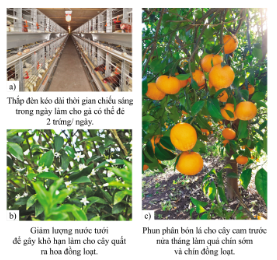 a)
Thắp đèn kéo dài thời gian chiếu sáng
trong ngày làm cho gà có thể đẻ
2 trứng/ ngày.
b)
Giảm lượng nước tưới
để gây khô hạn làm cho cây quất
ra hoa đồng loạt.
c)
Phun phân bón lá cho cây cam trước
nửa tháng làm quả chín sớm
và chín đồng loạt.